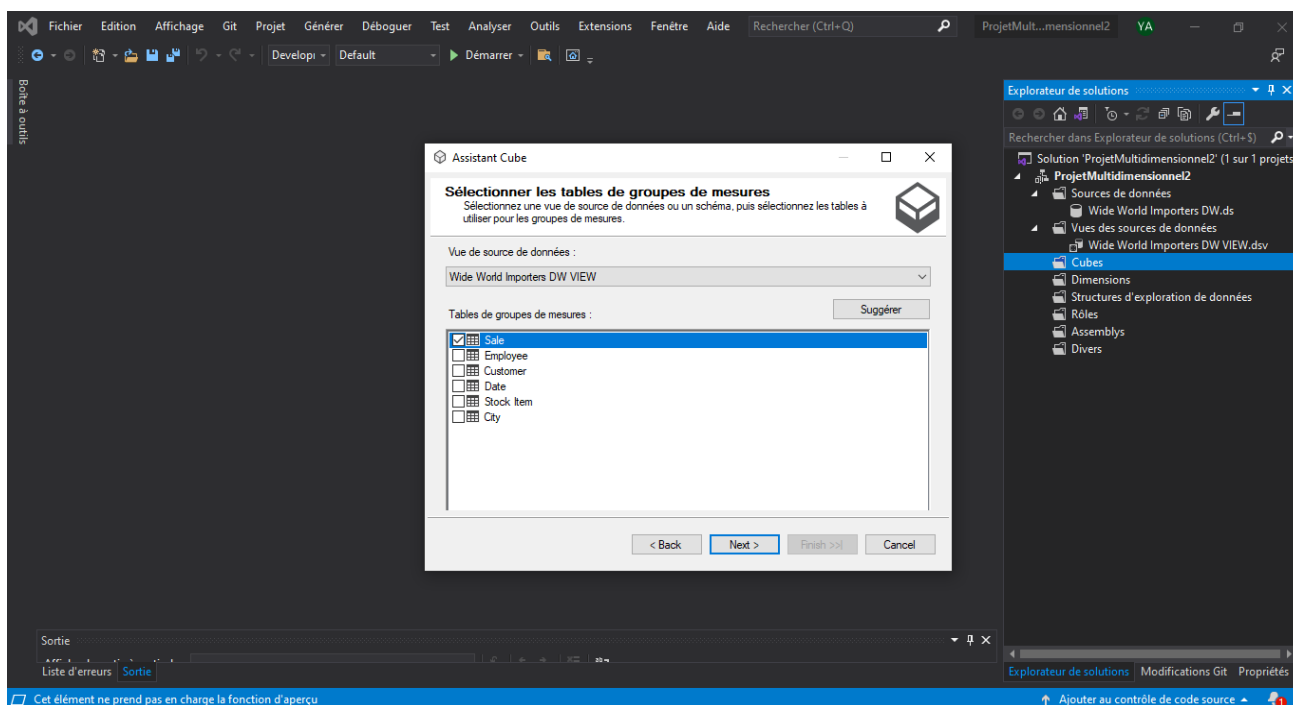 Fichier Edition Affichage Git Projet Générer Déboguer Test Analyser Outils Extensions Fenêtre Aide Rechercher (Ctrl+Q) ProjetMult...mensionnel2 YA
Developı Default Démarrer
Boîte à outils
Explorateur de solutions
Rechercher dans Explorateur de solutions (Ctrl+$)
Solution 'ProjetMultidimensionnel2' (1 sur 1 projets
ProjetMultidimensionnel2
Sources de données
Wide World Importers DW.ds
Vues des sources de données
Wide World Importers DW VIEW.dsv
Cubes
Dimensions
Structures d'exploration de données
Rôles
Assemblys
Divers
Assistant Cube
Sélectionner les tables de groupes de mesures
Sélectionnez une vue de source de données ou un schéma, puis sélectionnez les tables à
utiliser pour les groupes de mesures.
Vue de source de données :
Wide World Importers DW VIEW
Tables de groupes de mesures :
Suggérer
Sale
Employee
Customer
Date
Stock Item
City
< Back Next > Finish >>| Cancel
Sortie
Liste d'erreurs Sortie
Explorateur de solutions Modifications Git Propriétés
Cet élément ne prend pas en charge la fonction d'aperçu
Ajouter au contrôle de code source 1